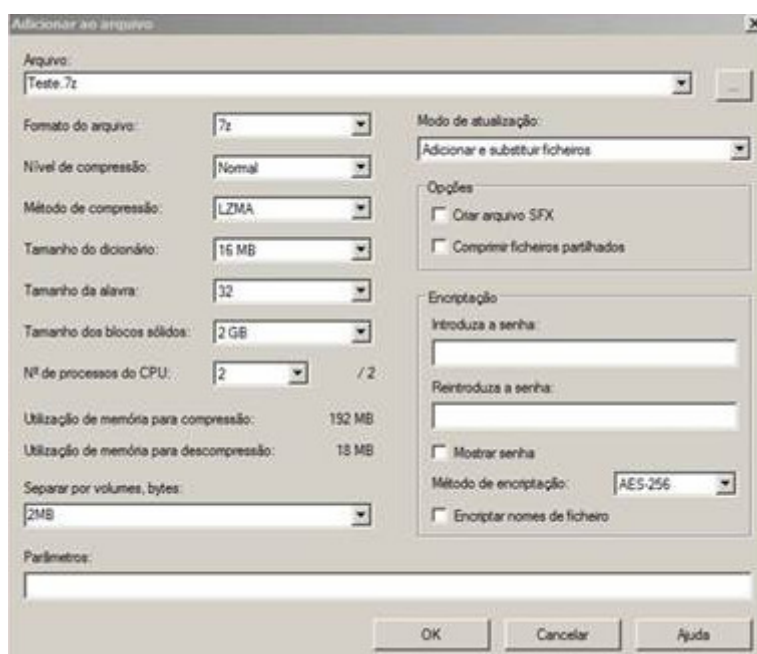 Adicionar ao arquivo
Arquivo:
Teste.7z
...
Formato do arquivo:
7z
Nível de compressão:
Normal
Método de compressão:
LZMA
Tamanho do dicionário:
16 MB
Tamanho da alavra:
32
Tamanho dos blocos sólidos:
2 GB
Nº de processos do CPU:
2
/ 2
Utilização de memória para compressão:
192 MB
Utilização de memória para descompressão:
18 MB
Separar por volumes, bytes:
2MB
Modo de atualização:
Adicionar e substituir ficheiros
Opções
Criar arquivo SFX
Comprimir ficheiros partilhados
Encriptação
Introduza a senha:
Reintroduza a senha:
Mostrar senha
Método de encriptação:
AES-256
Encriptar nomes de ficheiro
Parâmetros:
OK
Cancelar
Ajuda